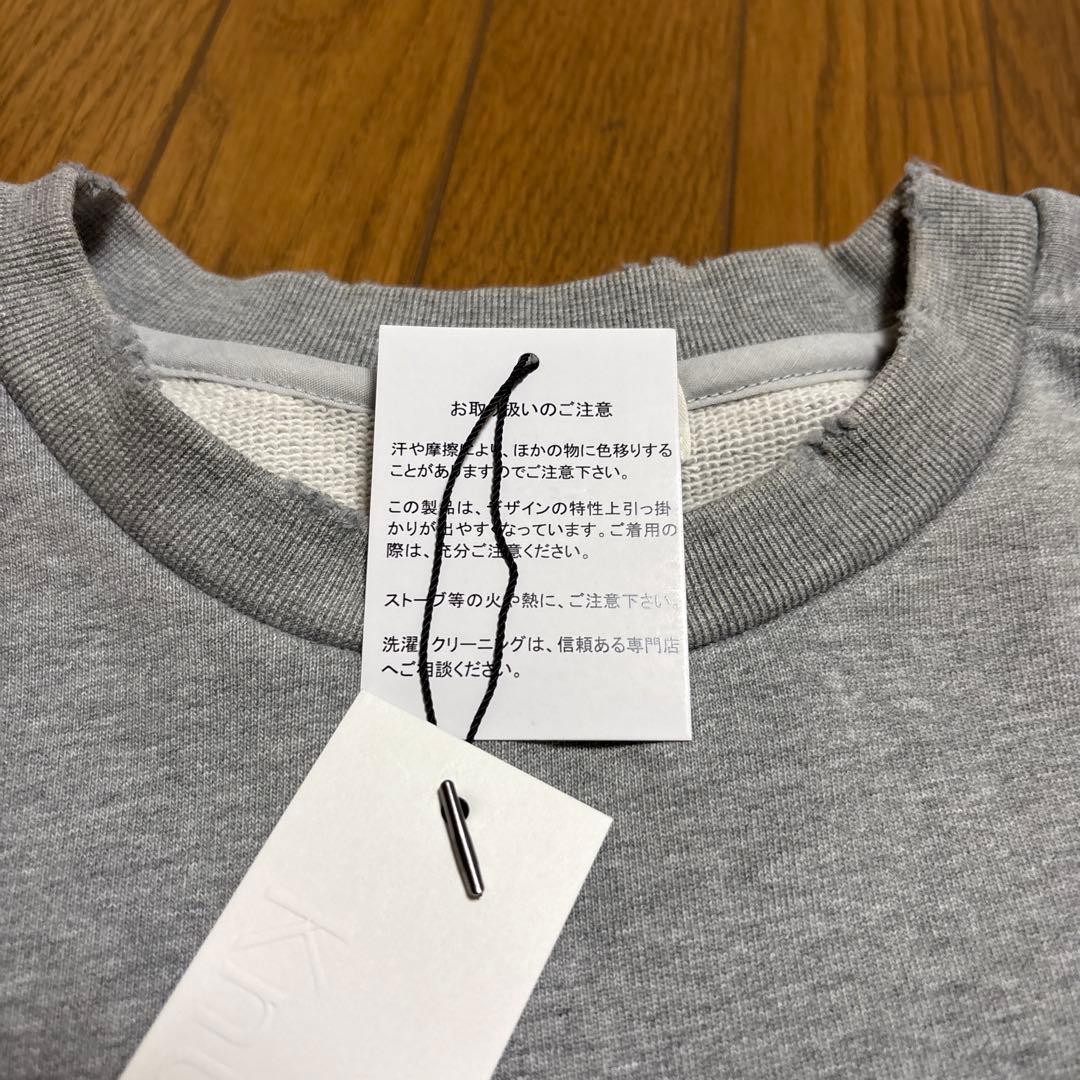 お取り扱いのご注意
汗や摩擦により、ほかの物に色移りする
ことがありますのでご注意下さい。
この製品は、デザインの特性上引っ掛
かりが出やすくなっています。ご着用の
際は、充分ご注意ください。
ストーブ等の火や熱に、ご注意下さい。
洗濯、クリーニングは、信頼ある専門店
へご相談ください。